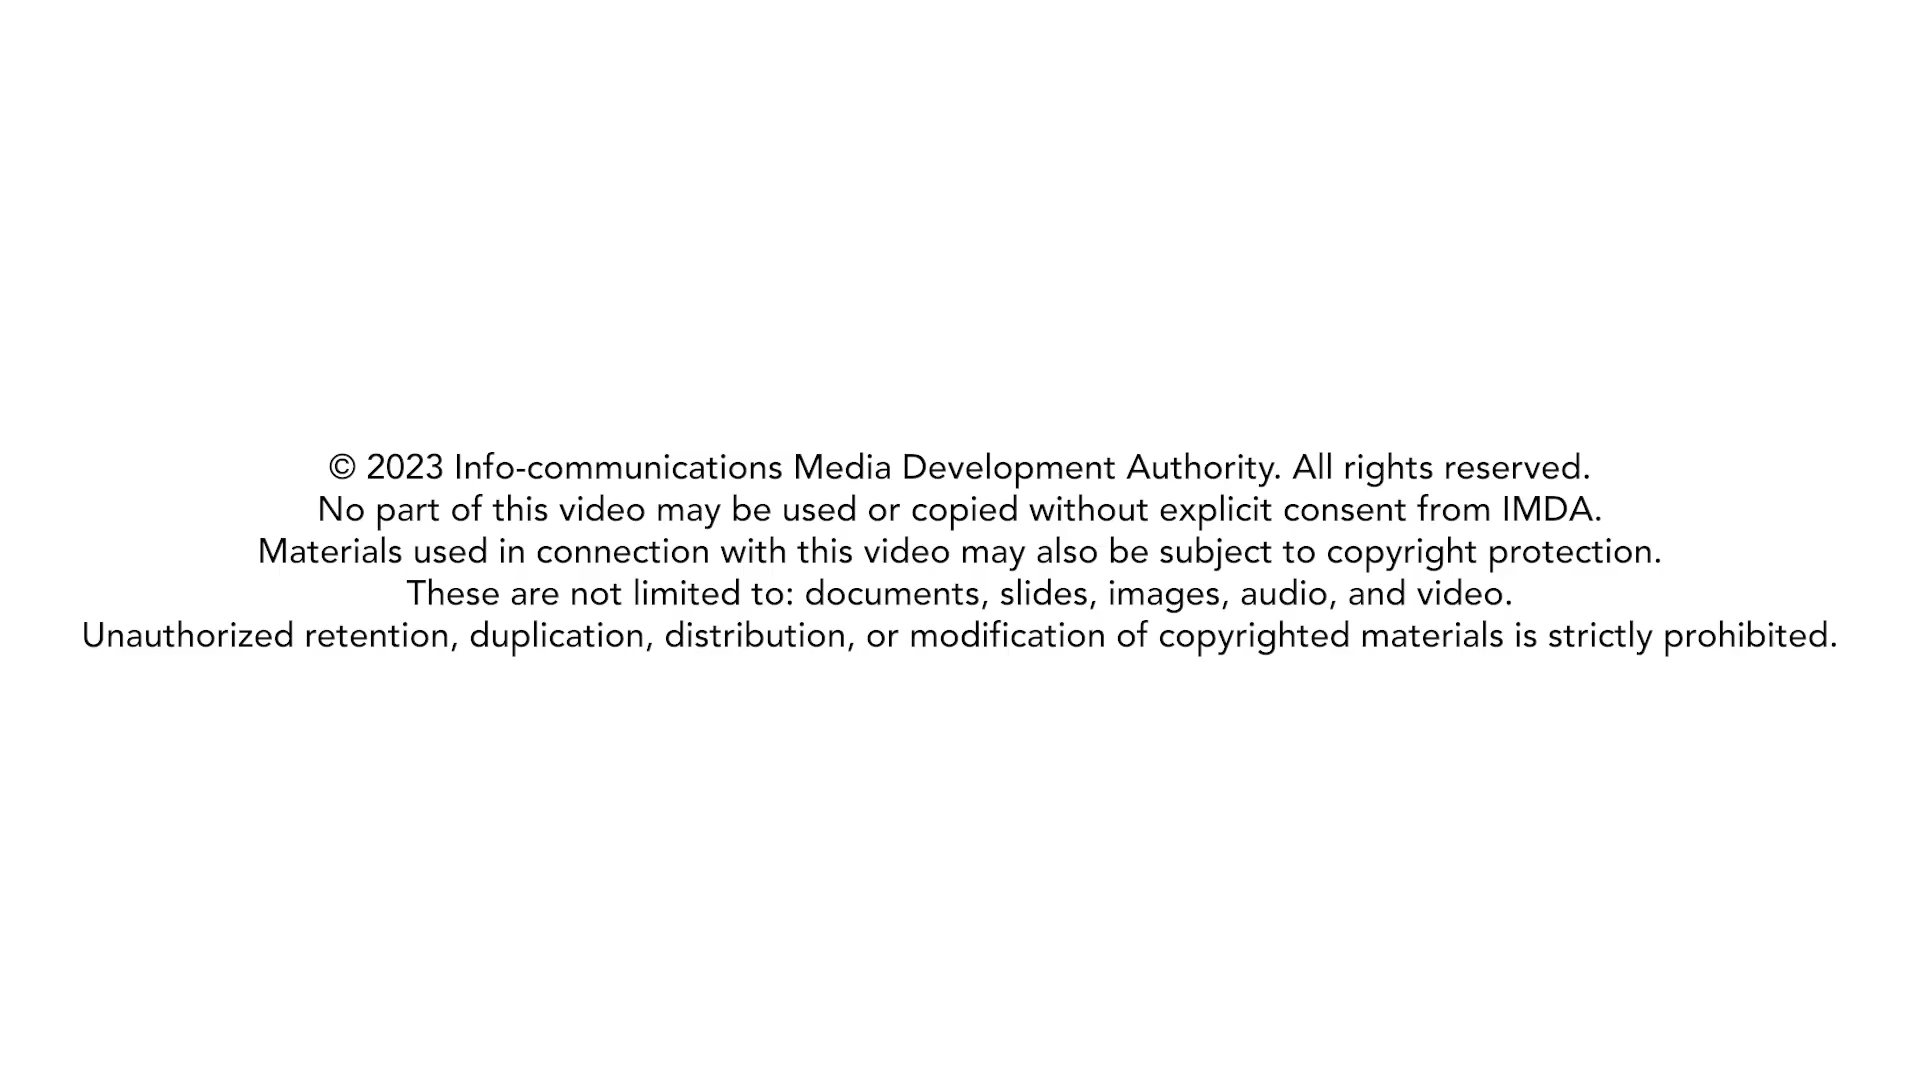 © 2023 Info-communications Media Development Authority. All rights reserved.
No part of this video may be used or copied without explicit consent from IMDA.
Materials used in connection with this video may also be subject to copyright protection.
These are not limited to: documents, slides, images, audio, and video.
Unauthorized retention, duplication, distribution, or modification of copyrighted materials is strictly prohibited.